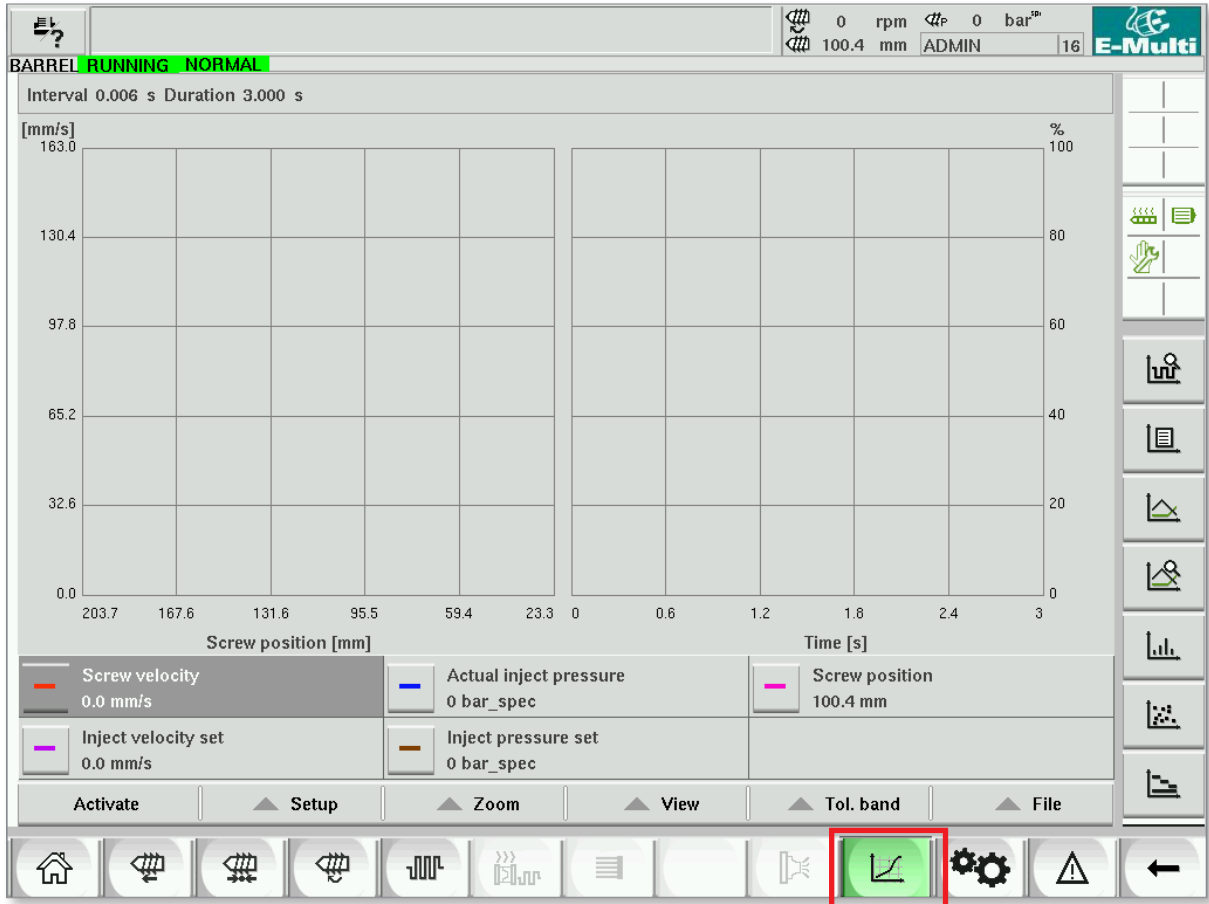 0 rpm P 0 bar spe
100.4 mm ADMIN 16
E-Multi
BARREL RUNNING NORMAL
Interval 0.006 s Duration 3.000 s
[mm/s] %
163.0 100
130.4 80
97.8 60
65.2 40
32.6 20
0.0 0
203.7 167.6 131.6 95.5 59.4 23.3 0 0.6 1.2 1.8 2.4 3
Screw position [mm] Time [s]
Screw velocity Actual inject pressure Screw position
0.0 mm/s 0 bar_spec 100.4 mm
Inject velocity set Inject pressure set
0.0 mm/s 0 bar_spec
Activate Setup Zoom View Tol. band File